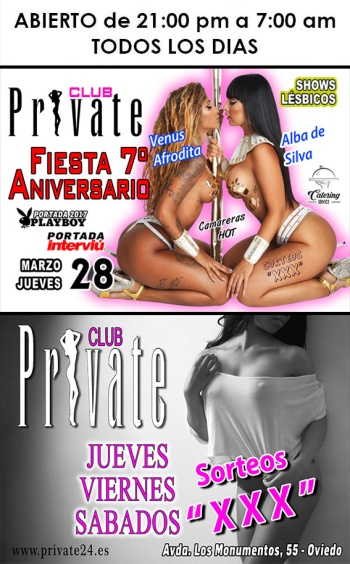 ABIERTO de 21:00 pm a 7:00 am
TODOS LOS DIAS
CLUB
Private
SHOWS
LÉSBICOS
Venus
Afrodita
Alba de
Silva
FIESTA 7º
ANIVERSARIO
Catering
SERVICE
PORTADA 2017
PLAYBOY
PORTADA
interviú
Camareras
HOT
SORTEOS
"XXX"
MARZO
JUEVES
28
CLUB
Private
JUEVES
VIERNES
SABADOS
Sorteos
"XXX"
www.private24.es
Avda. Los Monumentos, 55 - Oviedo